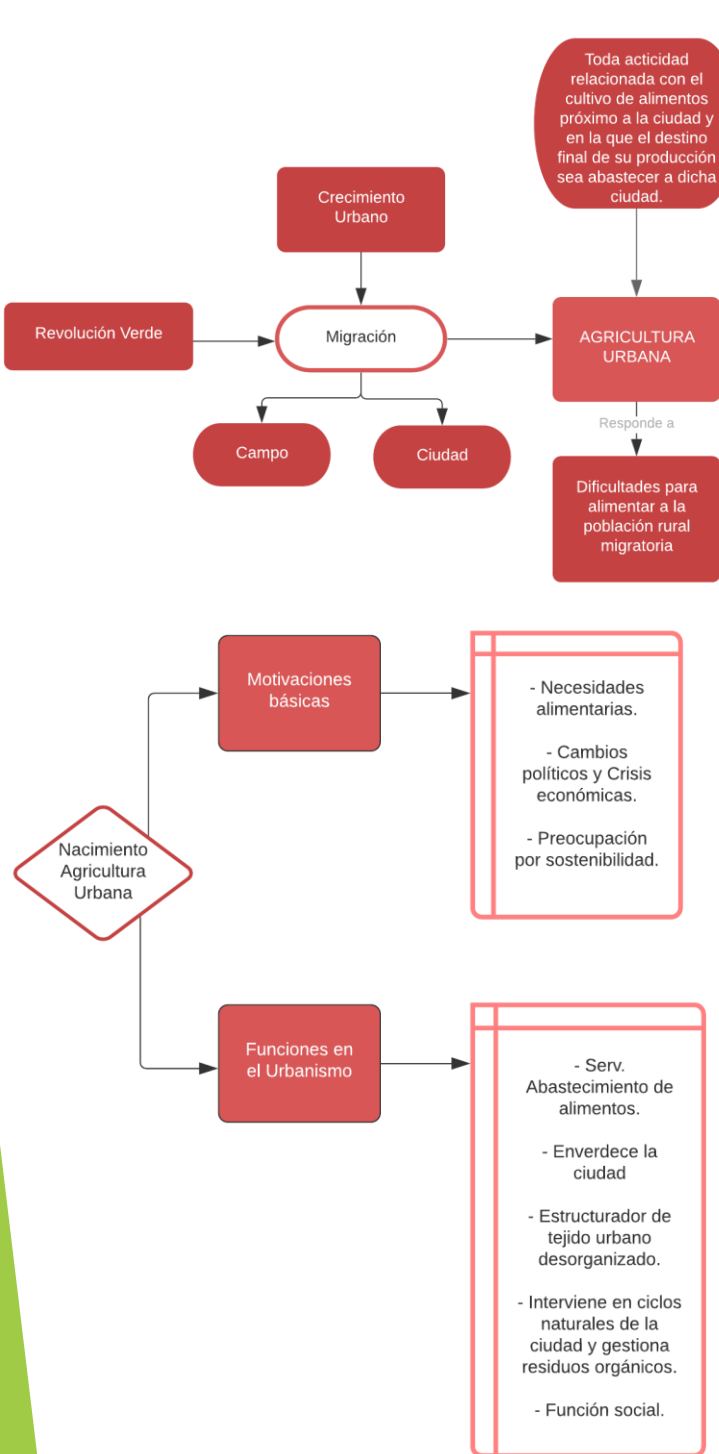 Toda acticidad
relacionada con el
cultivo de alimentos
próximo a la ciudad y
en la que el destino
final de su producción
sea abastecer a dicha
ciudad.
Crecimiento
Urbano
Revolución Verde
Migración
AGRICULTURA
URBANA
Responde a
Campo
Ciudad
Dificultades para
alimentar a la
población rural
migratoria
Motivaciones
básicas
- Necesidades
alimentarias.
- Cambios
políticos y Crisis
económicas.
- Preocupación
por sostenibilidad.
Nacimiento
Agricultura
Urbana
Funciones en
el Urbanismo
- Serv.
Abastecimiento de
alimentos.
- Enverdece la
ciudad
- Estructurador de
tejido urbano
desorganizado.
- Interviene en ciclos
naturales de la
ciudad y gestiona
residuos orgánicos.
- Función social.